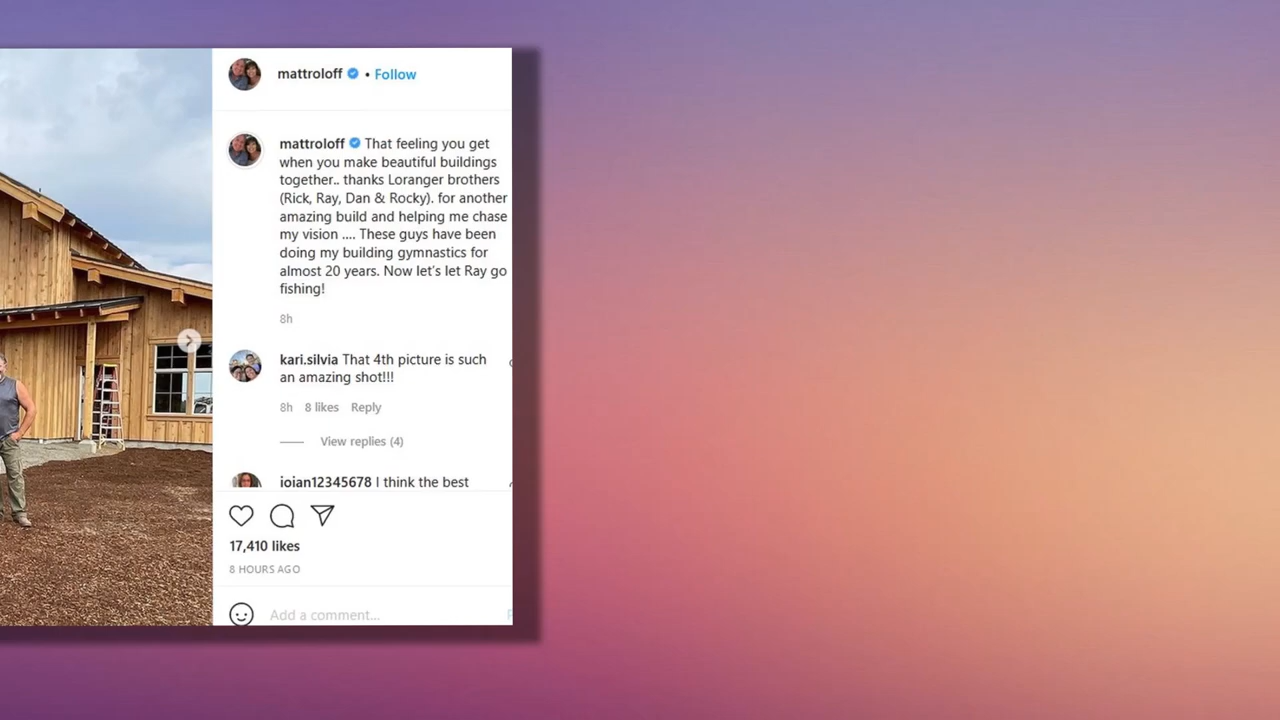 mattroloff • Follow
mattroloff That feeling you get
when you make beautiful buildings
together.. thanks Loranger brothers
(Rick, Ray, Dan & Rocky). for another
amazing build and helping me chase
my vision .... These guys have been
doing my building gymnastics for
almost 20 years. Now let's let Ray go
fishing!
8h
kari.silvia That 4th picture is such
an amazing shot!!!
8h 8 likes Reply
View replies (4)
ioian12345678 I think the best
17,410 likes
8 HOURS AGO
Add a comment...